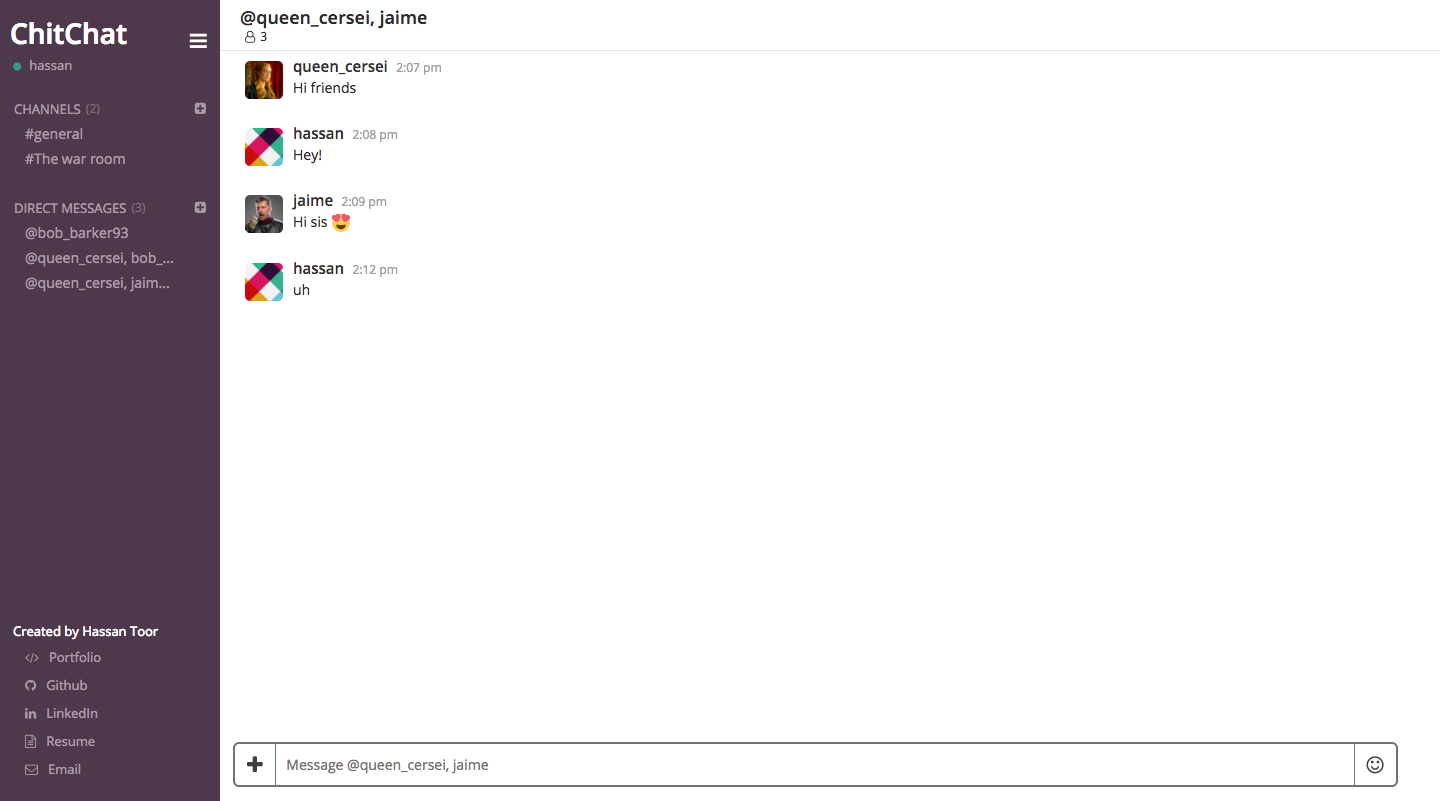 ChitChat
hassan
CHANNELS (2)
#general
#The war room
DIRECT MESSAGES (3)
@bob_barker93
@queen_cersei, bob_...
@queen_cersei, jaim...
Created by Hassan Toor
Portfolio
Github
LinkedIn
Resume
Email
@queen_cersei, jaime
3
queen_cersei 2:07 pm
Hi friends
hassan 2:08 pm
Hey!
jaime 2:09 pm
Hi sis 😍
hassan 2:12 pm
uh
Message @queen_cersei, jaime